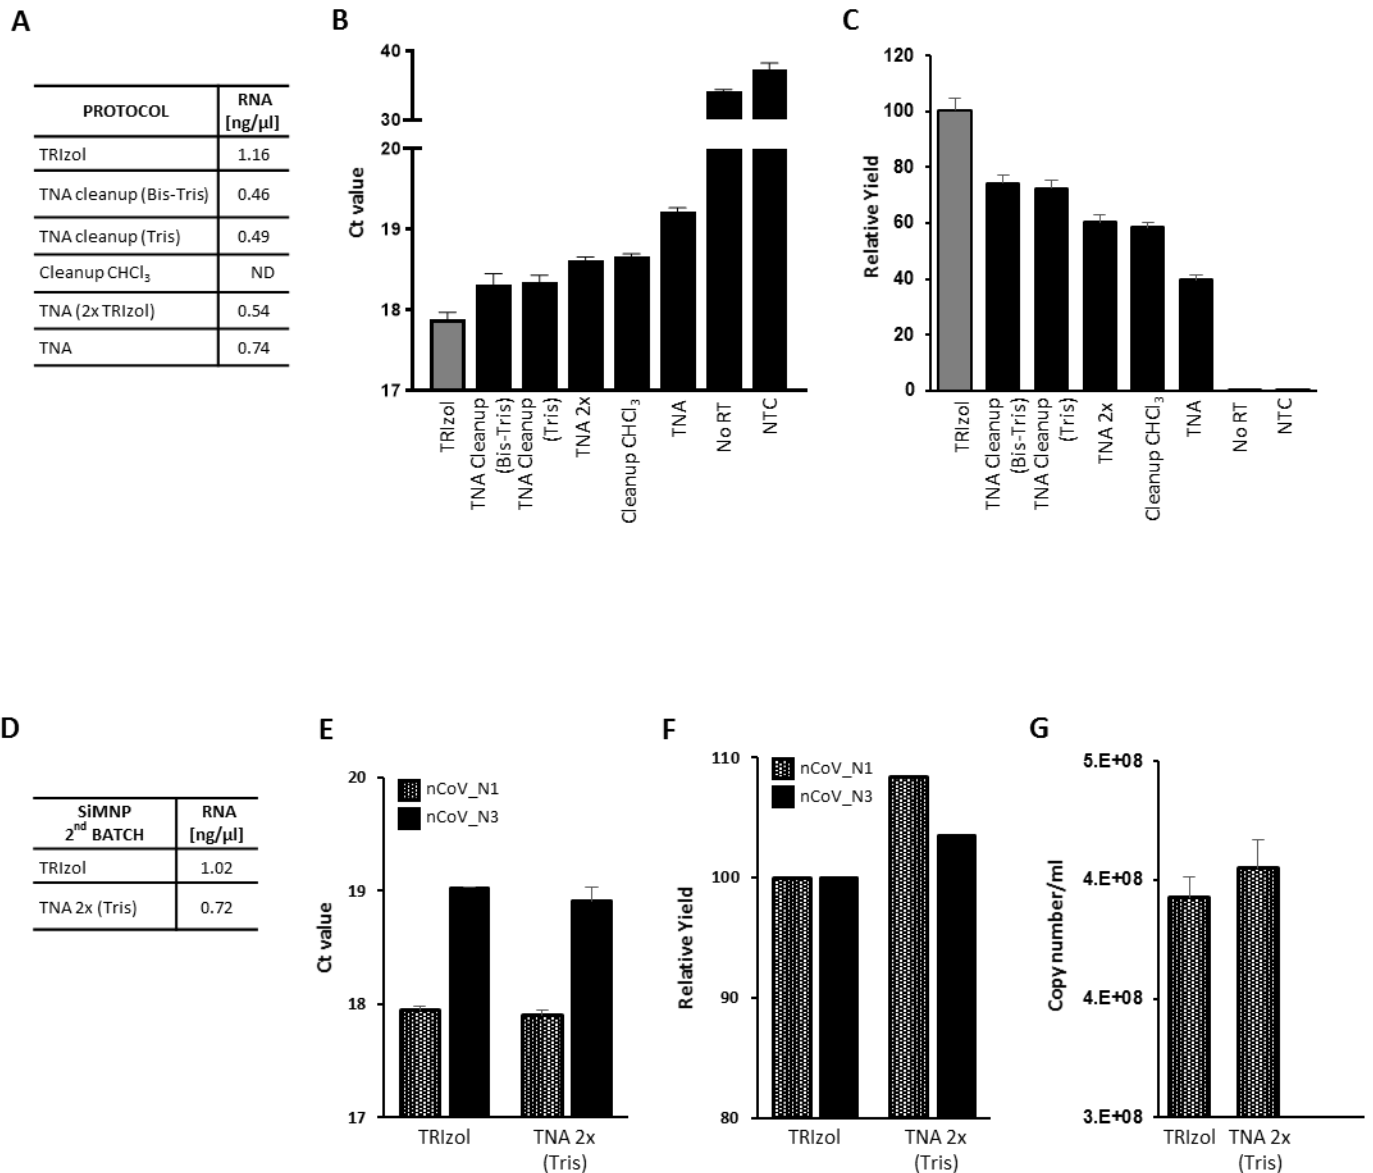 A
PROTOCOL
RNA
[ng/µl]
TRIzol 1.16
TNA cleanup (Bis-Tris) 0.46
TNA cleanup (Tris) 0.49
Cleanup CHCl3 ND
TNA (2x TRIzol) 0.54
TNA 0.74
B
40
30
20
19
18
17
Ct value
TRIzol
TNA Cleanup
(Bis-Tris)
TNA Cleanup
(Tris)
TNA 2x
Cleanup CHCl3
TNA
No RT
NTC
C
120
100
80
60
40
20
0
Relative Yield
TRIzol
TNA Cleanup
(Bis-Tris)
TNA Cleanup
(Tris)
TNA 2x
Cleanup CHCl3
TNA
No RT
NTC
D
SiMNP
2nd BATCH
RNA
[ng/µl]
TRIzol 1.02
TNA 2x (Tris) 0.72
E
nCoV_N1
nCoV_N3
20
19
18
17
Ct value
TRIzol
TNA 2x
(Tris)
F
nCoV_N1
nCoV_N3
110
100
90
80
Relative Yield
TRIzol
TNA 2x
(Tris)
G
5.E+08
4.E+08
4.E+08
3.E+08
Copy number/ml
TRIzol
TNA 2x
(Tris)